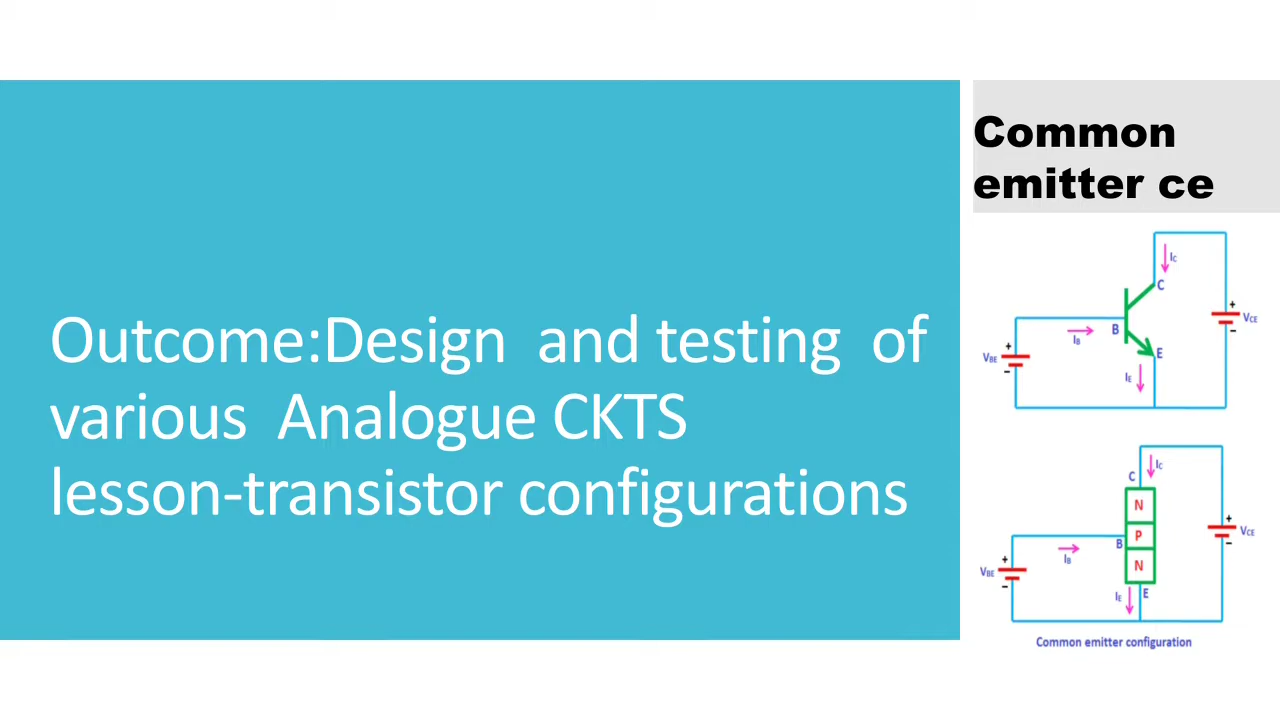 Outcome:Design and testing of
various Analogue CKTS
lesson-transistor configurations
Common
emitter ce
IC
C
+
VCE
−
B
IB
E
IE
+
VBE
−
IC
C
N
P
N
B
IB
E
IE
+
VCE
−
+
VBE
−
Common emitter configuration